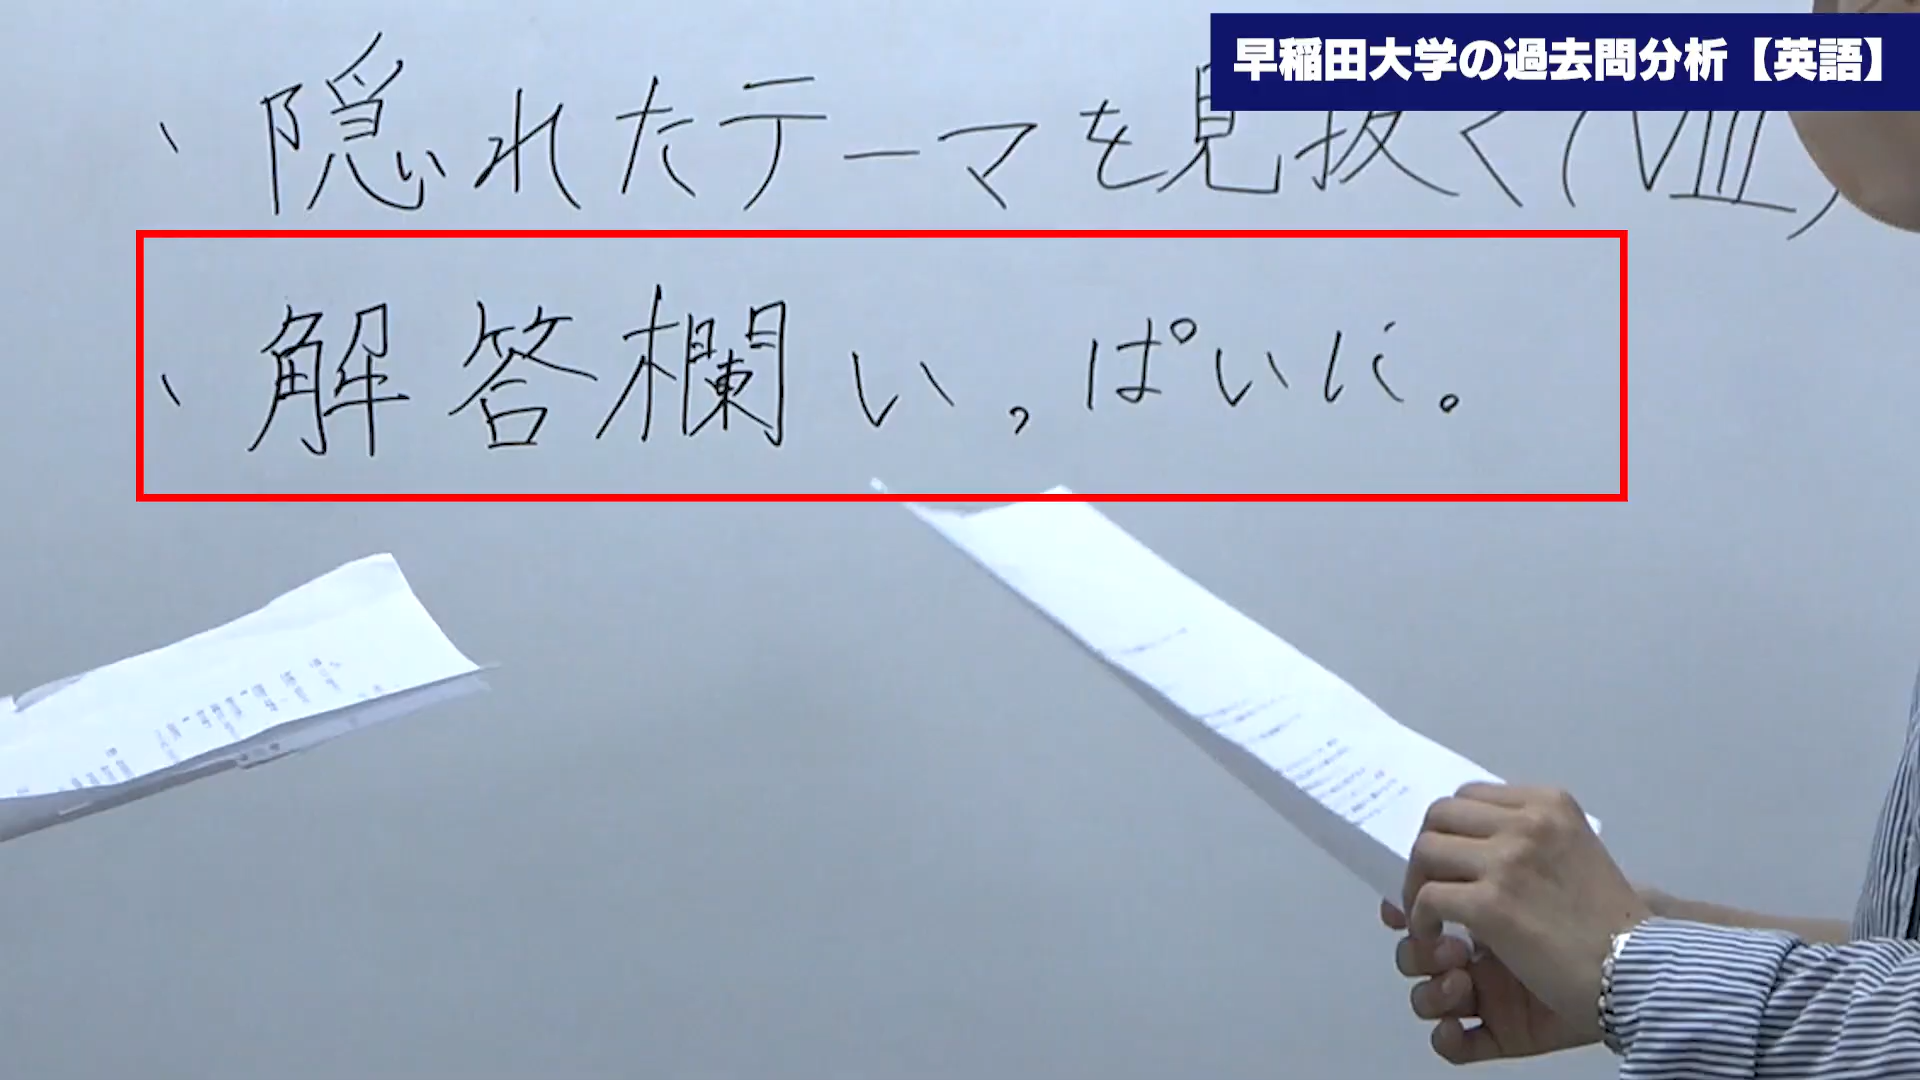 早稲田大学の過去問分析【英語】
、隠れたテーマを見抜く(Ⅷ)
、解答欄い,ぱいに。